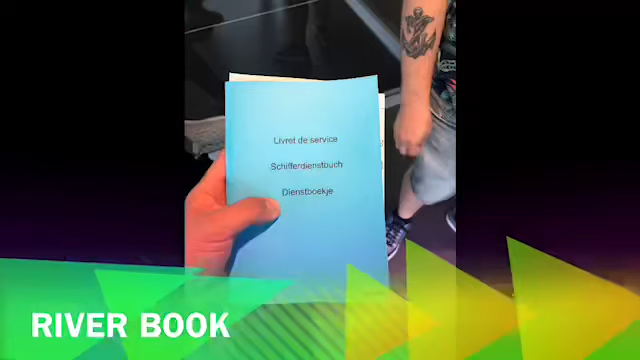 Livret de service
Schifferdienstbuch
Dienstboekje
RIVER BOOK